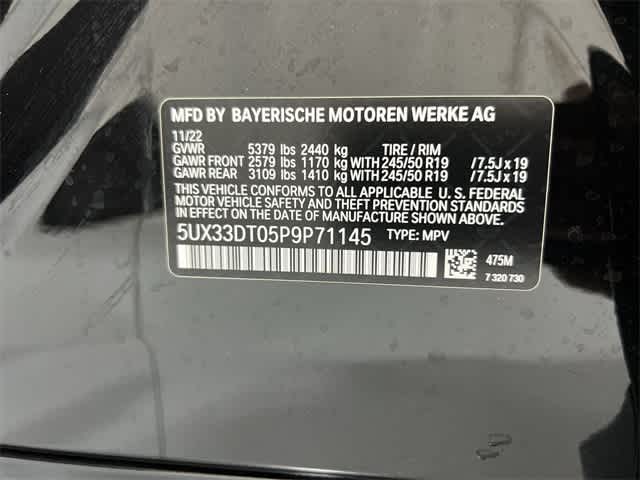 MFD BY BAYERISCHE MOTOREN WERKE AG
11/22
GVWR 5379 lbs 2440 kg TIRE / RIM
GAWR FRONT 2579 lbs 1170 kg WITH 245/50 R19 / 7.5J x 19
GAWR REAR 3109 lbs 1410 kg WITH 245/50 R19 / 7.5J x 19
THIS VEHICLE CONFORMS TO ALL APPLICABLE U. S. FEDERAL
MOTOR VEHICLE SAFETY AND THEFT PREVENTION STANDARDS
IN EFFECT ON THE DATE OF MANUFACTURE SHOWN ABOVE.
5UX33DT05P9P71145 TYPE: MPV
475M
7 320 730